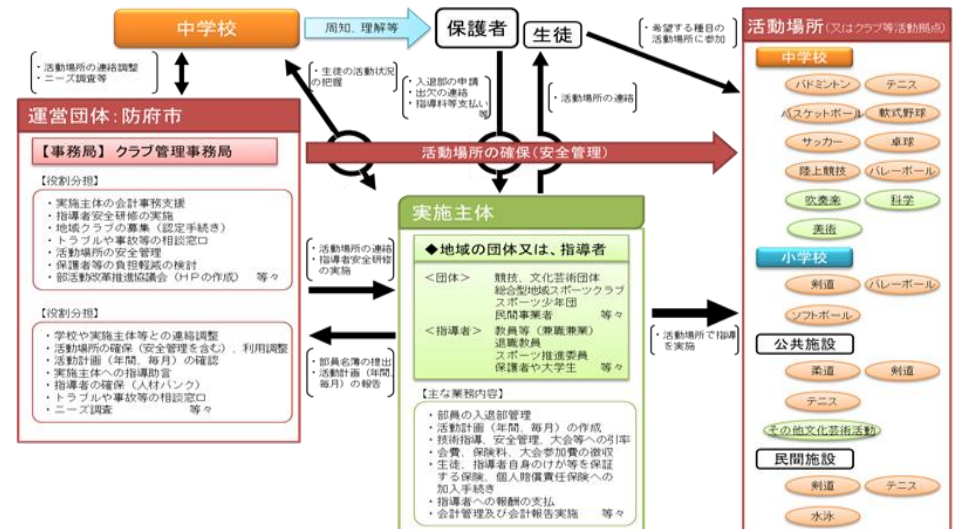 中学校
周知、理解等
保護者
生徒
・希望する種目の
活動場所に参加
・活動場所の連絡調整
・ニーズ調査等
・生徒の活動状況
の把握
・入退部の申請
・出欠の連絡
・指導料等支払い
等
・活動場所の連絡
運営団体：防府市
【事務局】 クラブ管理事務局
【役割分担】
・実施主体の会計事務支援
・指導者安全研修の実施
・地域クラブの募集（認定手続き）
・トラブルや事故等の相談窓口
・活動場所の安全管理
・保護者等の負担軽減の検討
・部活動改革推進協議会（ＨＰの作成） 等々
【役割分担】
・学校や実施主体等との連絡調整
・活動場所の確保（安全管理を含む）、利用調整
・活動計画（年間、毎月）の確認
・実施主体への指導助言
・指導者の確保（人材バンク）
・トラブルや事故等の相談窓口
・ニーズ調査 等々
活動場所の確保（安全管理）
・活動場所の連絡
・指導者安全研修
の実施
・部員名簿の提出
・活動計画（年間、
毎月）の報告
実施主体
◆地域の団体又は、指導者
＜団体＞ 競技、文化芸術団体
総合型地域スポーツクラブ
スポーツ少年団
民間事業者 等々
＜指導者＞ 教員等（兼職兼業）
退職教員
スポーツ推進委員
保護者や大学生 等々
【主な業務内容】
・部員の入退部管理
・活動計画（年間、毎月）の作成
・技術指導、安全管理、大会等への引率
・会費、保険料、大会参加費の徴収
・生徒、指導者自身のけが等を保証
する保険、個人賠償責任保険への
加入手続き
・指導者への報酬の支払
・会計管理及び会計報告実施 等々
・活動場所で指導
を実施
活動場所（又はクラブ等活動拠点）
中学校
バドミントン
テニス
バスケットボール
軟式野球
サッカー
卓球
陸上競技
バレーボール
吹奏楽
科学
美術
小学校
剣道
バレーボール
ソフトボール
公共施設
柔道
剣道
テニス
その他文化芸術活動
民間施設
剣道
テニス
水泳